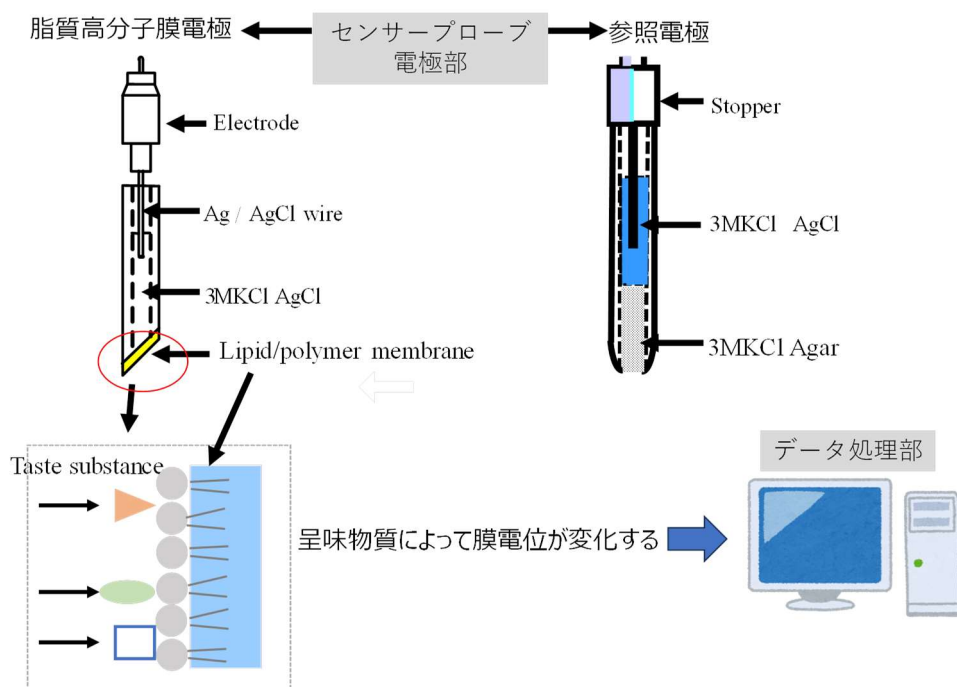 脂質高分子膜電極
センサープローブ
電極部
参照電極
Electrode
Stopper
Ag / AgCl wire
3MKCl AgCl
3MKCl AgCl
Lipid/polymer membrane
3MKCl Agar
Taste substance
データ処理部
呈味物質によって膜電位が変化する